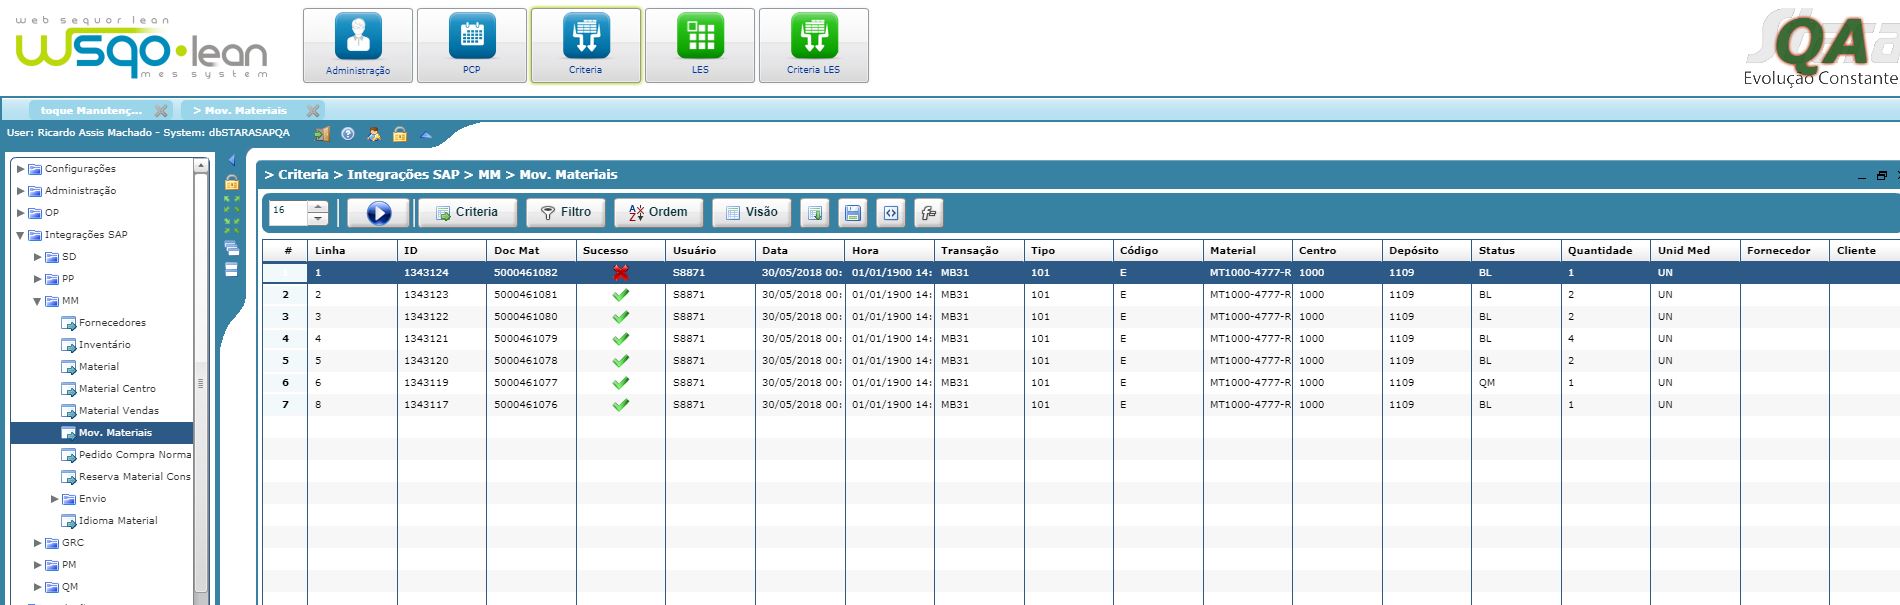 web sequor lean
wsqo•lean
mes system
Administração
PCP
Criteria
LES
Criteria LES
QA
Evolução Constante
toque Manutenç...
> Mov. Materiais
User: Ricardo Assis Machado - System: dbSTARASAPQA
Configurações
Administração
OP
Integrações SAP
SD
PP
MM
Fornecedores
Inventário
Material
Material Centro
Material Vendas
Mov. Materiais
Pedido Compra Norma
Reserva Material Cons
Envio
Idioma Material
GRC
PM
QM
> Criteria > Integrações SAP > MM > Mov. Materiais
16 Criteria Filtro Ordem Visão
# Linha ID Doc Mat Sucesso Usuário Data Hora Transação Tipo Código Material Centro Depósito Status Quantidade Unid Med Fornecedor Cliente
1 1 1343124 5000461082 S8871 30/05/2018 00: 01/01/1900 14: MB31 101 E MT1000-4777-R 1000 1109 BL 1 UN
2 2 1343123 5000461081 S8871 30/05/2018 00: 01/01/1900 14: MB31 101 E MT1000-4777-R 1000 1109 BL 2 UN
3 3 1343122 5000461080 S8871 30/05/2018 00: 01/01/1900 14: MB31 101 E MT1000-4777-R 1000 1109 BL 2 UN
4 4 1343121 5000461079 S8871 30/05/2018 00: 01/01/1900 14: MB31 101 E MT1000-4777-R 1000 1109 BL 4 UN
5 5 1343120 5000461078 S8871 30/05/2018 00: 01/01/1900 14: MB31 101 E MT1000-4777-R 1000 1109 BL 2 UN
6 6 1343119 5000461077 S8871 30/05/2018 00: 01/01/1900 14: MB31 101 E MT1000-4777-R 1000 1109 QM 1 UN
7 8 1343117 5000461076 S8871 30/05/2018 00: 01/01/1900 14: MB31 101 E MT1000-4777-R 1000 1109 BL 1 UN